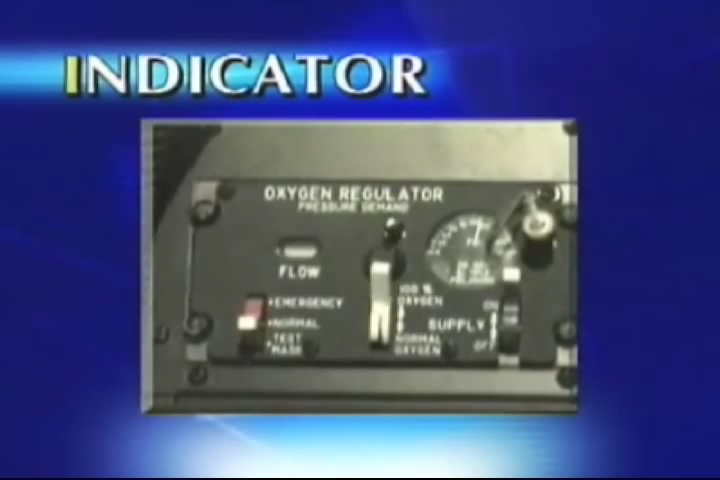 INDICATOR
OXYGEN REGULATOR
PRESSURE DEMAND
FLOW
EMERGENCY
NORMAL
TEST
MASK
100 %
OXYGEN
NORMAL
OXYGEN
ON
SUPPLY
OFF